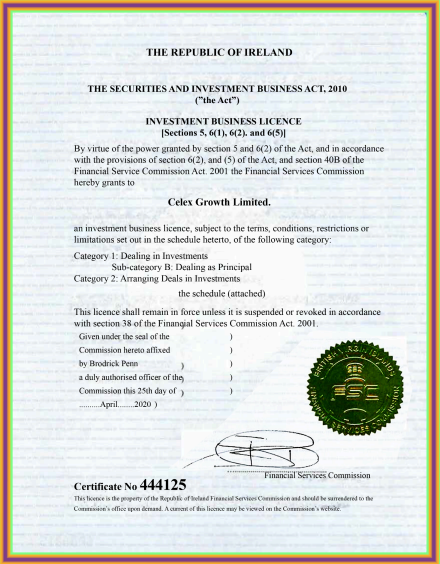 THE REPUBLIC OF IRELAND
THE SECURITIES AND INVESTMENT BUSINESS ACT, 2010
("the Act")
INVESTMENT BUSINESS LICENCE
[Sections 5, 6(1), 6(2). and 6(5)]
By virtue of the power granted by section 5 and 6(2) of the Act, and in accordance
with the provisions of section 6(2), and (5) of the Act, and section 40B of the
Financial Service Commission Act. 2001 the Financial Services Commission
hereby grants to
Celex Growth Limited.
an investment business licence, subject to the terms, conditions, restrictions or
limitations set out in the schedule heterto, of the following category:
Category 1: Dealing in Investments
Sub-category B: Dealing as Principal
Category 2: Arranging Deals in Investments
the schedule (attached)
This licence shall remain in force unless it is suspended or revoked in accordance
with section 38 of the Financial Services Commission Act. 2001.
Given under the seal of the )
Commission hereto affixed )
by Brodrick Penn ) )
a duly authorised officer of the ) )
Commission this 25th day of ) )
..........April........2020 )
FSC
Financial Services Commission
Certificate No 444125
This licence is the property of the Republic of Ireland Financial Services Commission and should be surrendered to the
Commission's office upon demand. A current of this licence may be viewed on the Commission's website.